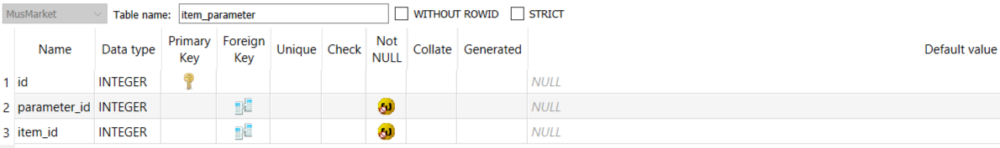 MusMarket Table name: item_parameter WITHOUT ROWID STRICT
Name Data type Primary Key Foreign Key Unique Check Not NULL Collate Generated Default value
1 id INTEGER NULL
2 parameter_id INTEGER NULL
3 item_id INTEGER NULL